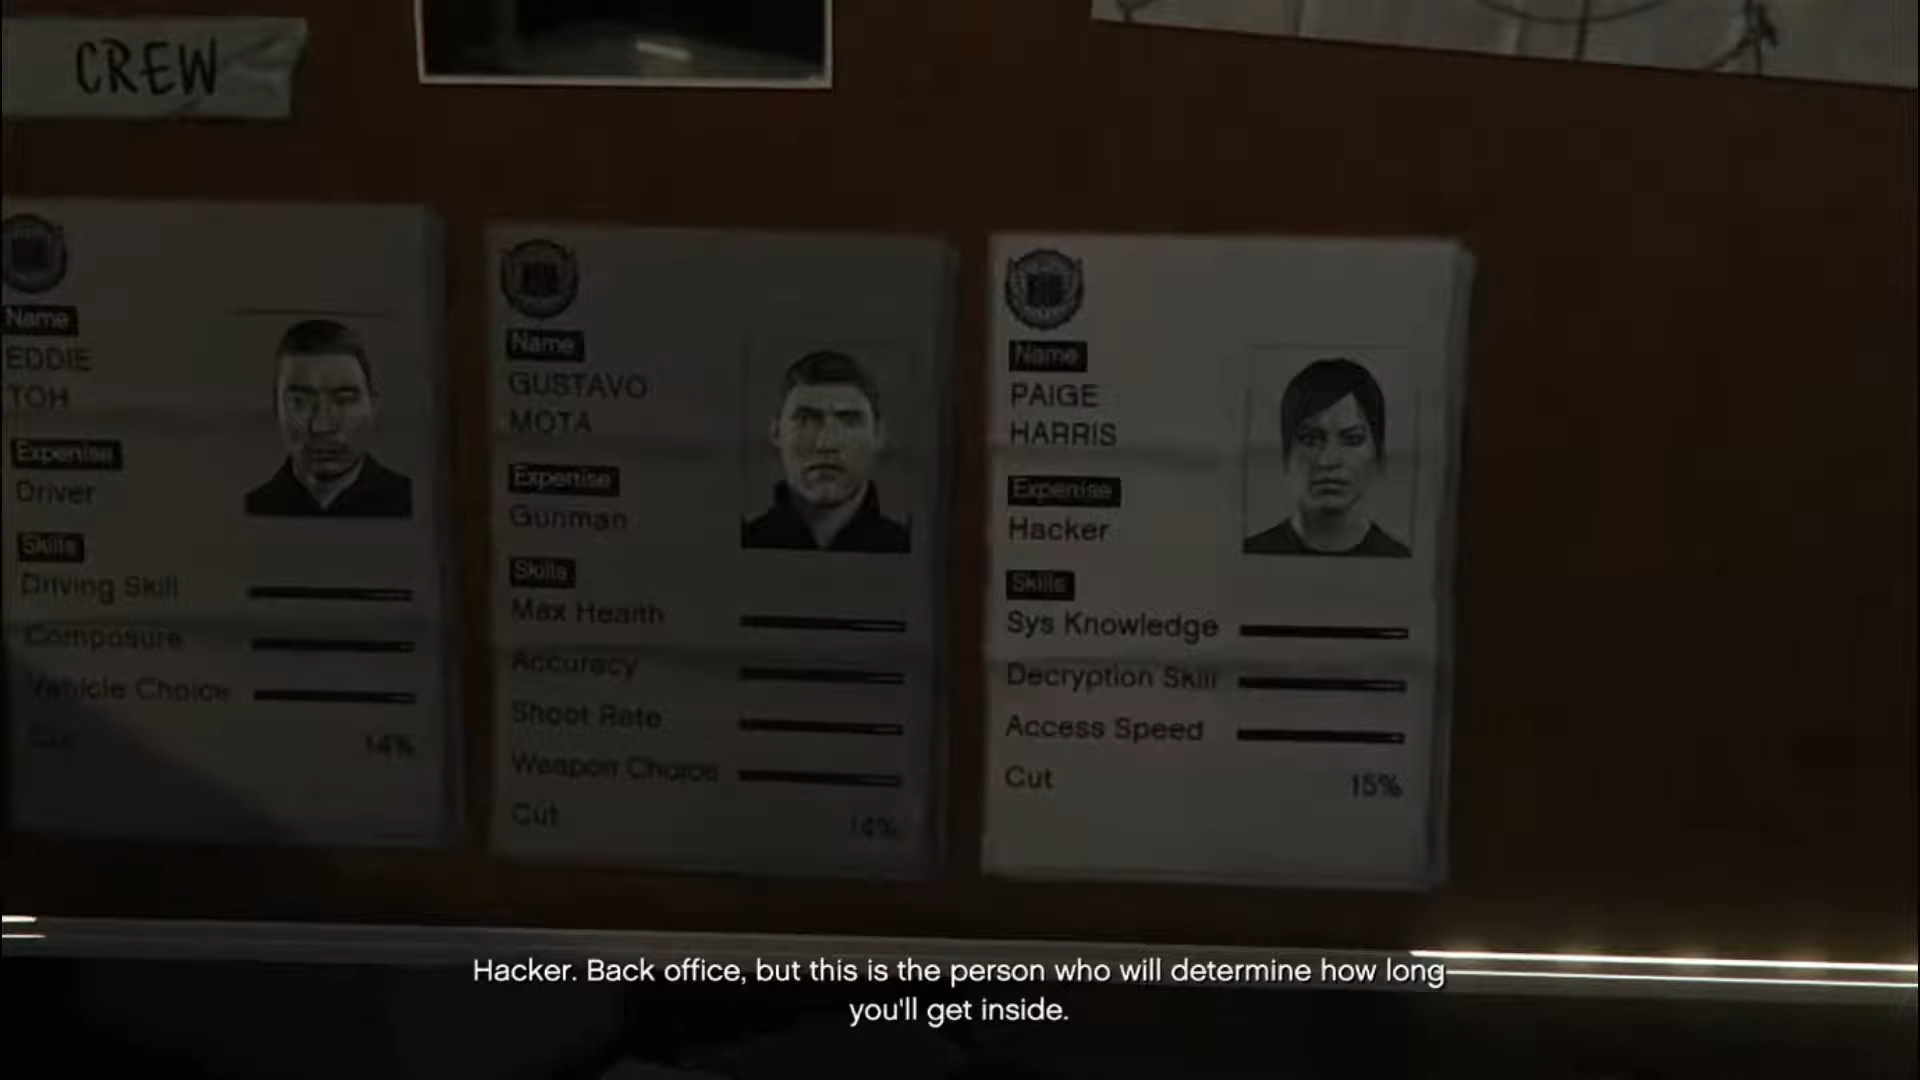 CREW
Name
EDDIE
TOH
Expertise
Driver
Skills
Driving Skill
Composure
Vehicle Choice
Cut 14%
Name
GUSTAVO
MOTA
Expertise
Gunman
Skills
Max Health
Accuracy
Shoot Rate
Weapon Choice
Cut 14%
Name
PAIGE
HARRIS
Expertise
Hacker
Skills
Sys Knowledge
Decryption Skill
Access Speed
Cut 15%
Hacker. Back office, but this is the person who will determine how long
you'll get inside.